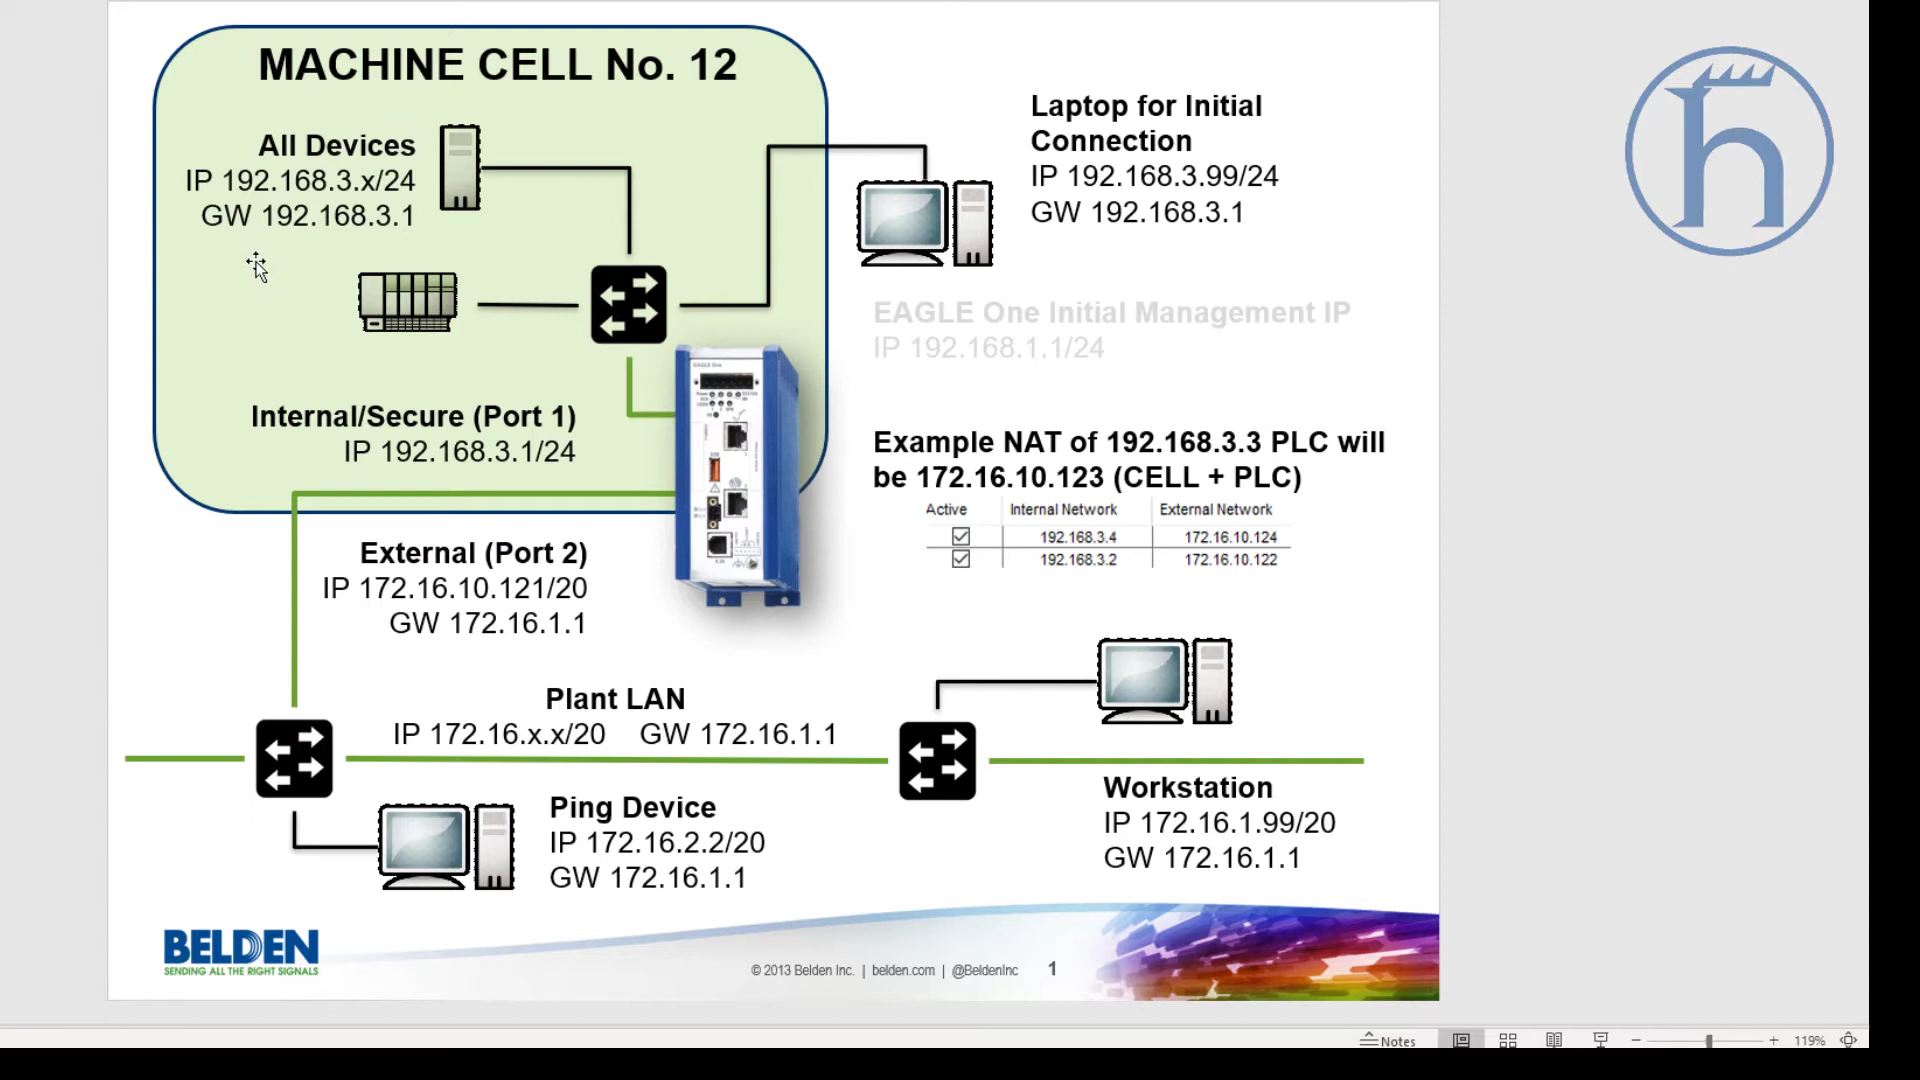 MACHINE CELL No. 12
All Devices
IP 192.168.3.x/24
GW 192.168.3.1
Laptop for Initial
Connection
IP 192.168.3.99/24
GW 192.168.3.1
EAGLE One Initial Management IP
IP 192.168.1.1/24
Internal/Secure (Port 1)
IP 192.168.3.1/24
EAGLE One
Example NAT of 192.168.3.3 PLC will
be 172.16.10.123 (CELL + PLC)
Active Internal Network External Network
192.168.3.4 172.16.10.124
192.168.3.2 172.16.10.122
External (Port 2)
IP 172.16.10.121/20
GW 172.16.1.1
Plant LAN
IP 172.16.x.x/20 GW 172.16.1.1
Ping Device
IP 172.16.2.2/20
GW 172.16.1.1
Workstation
IP 172.16.1.99/20
GW 172.16.1.1
BELDEN
SENDING ALL THE RIGHT SIGNALS
© 2013 Belden Inc. | belden.com | @BeldenInc 1
Notes
119%